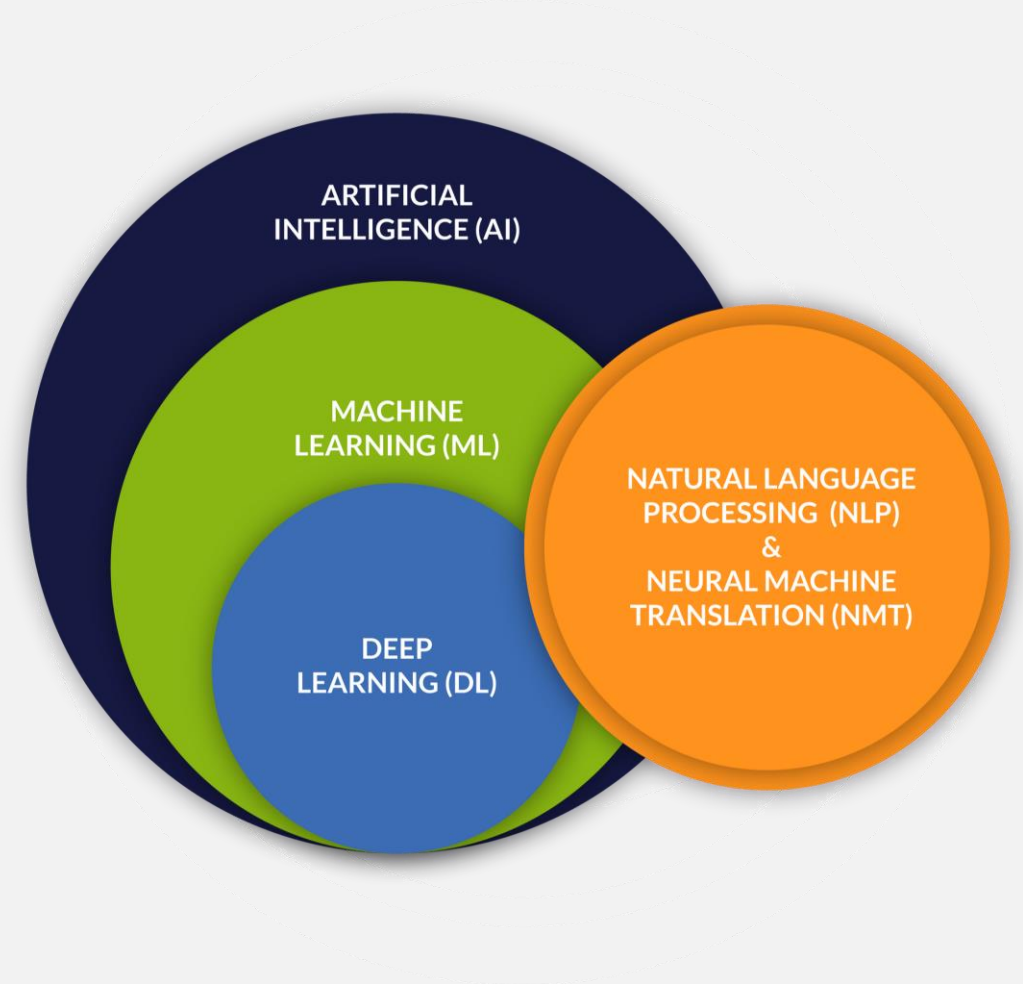 ARTIFICIAL
INTELLIGENCE (AI)
MACHINE
LEARNING (ML)
DEEP
LEARNING (DL)
NATURAL LANGUAGE
PROCESSING (NLP)
&
NEURAL MACHINE
TRANSLATION (NMT)